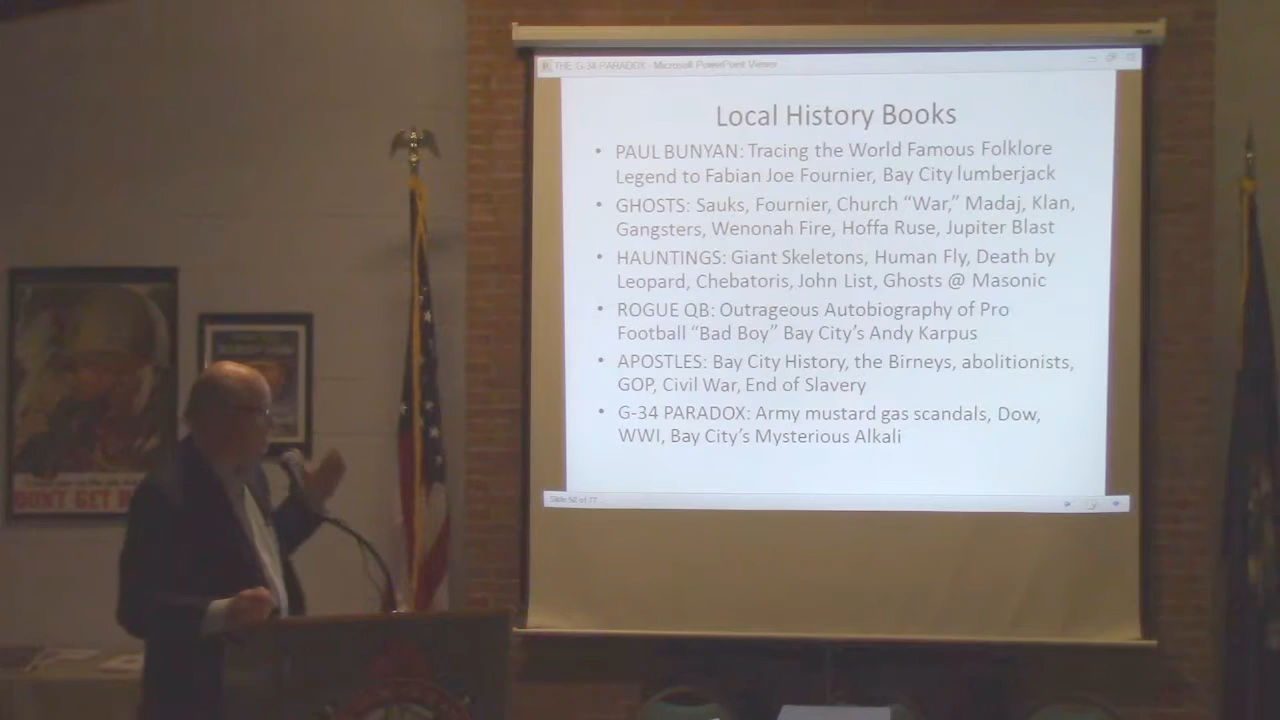 THE G-34 PARADOX - Microsoft PowerPoint Viewer
Local History Books
• PAUL BUNYAN: Tracing the World Famous Folklore
Legend to Fabian Joe Fournier, Bay City lumberjack
• GHOSTS: Sauks, Fournier, Church “War,” Madaj, Klan,
Gangsters, Wenonah Fire, Hoffa Ruse, Jupiter Blast
• HAUNTINGS: Giant Skeletons, Human Fly, Death by
Leopard, Chebatoris, John List, Ghosts @ Masonic
• ROGUE QB: Outrageous Autobiography of Pro
Football “Bad Boy” Bay City’s Andy Karpus
• APOSTLES: Bay City History, the Birneys, abolitionists,
GOP, Civil War, End of Slavery
• G-34 PARADOX: Army mustard gas scandals, Dow,
WWI, Bay City’s Mysterious Alkali
DONT GET